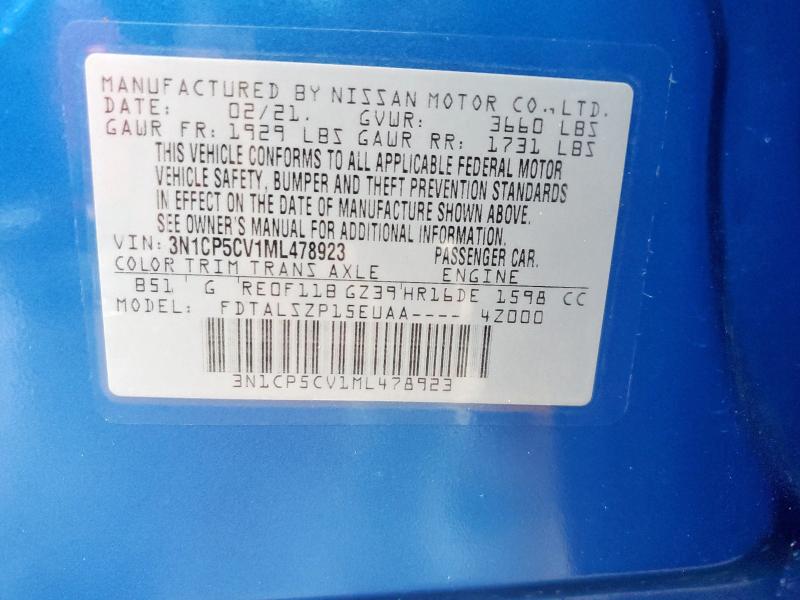 MANUFACTURED BY NISSAN MOTOR CO., LTD.
DATE: 02/21. GVWR: 3660 LBS
GAWR FR: 1929 LBS GAWR RR: 1731 LBS
THIS VEHICLE CONFORMS TO ALL APPLICABLE FEDERAL MOTOR
VEHICLE SAFETY, BUMPER AND THEFT PREVENTION STANDARDS
IN EFFECT ON THE DATE OF MANUFACTURE SHOWN ABOVE.
SEE OWNER'S MANUAL FOR ADDITIONAL INFORMATION.
VIN: 3N1CP5CV1ML478923 PASSENGER CAR.
COLOR TRIM TRANS AXLE ENGINE
B51 G RE0F11B GZ39 HR16DE 1598 CC
MODEL: FDTALSZP15EUAA---- 4Z000
3N1CP5CV1ML478923